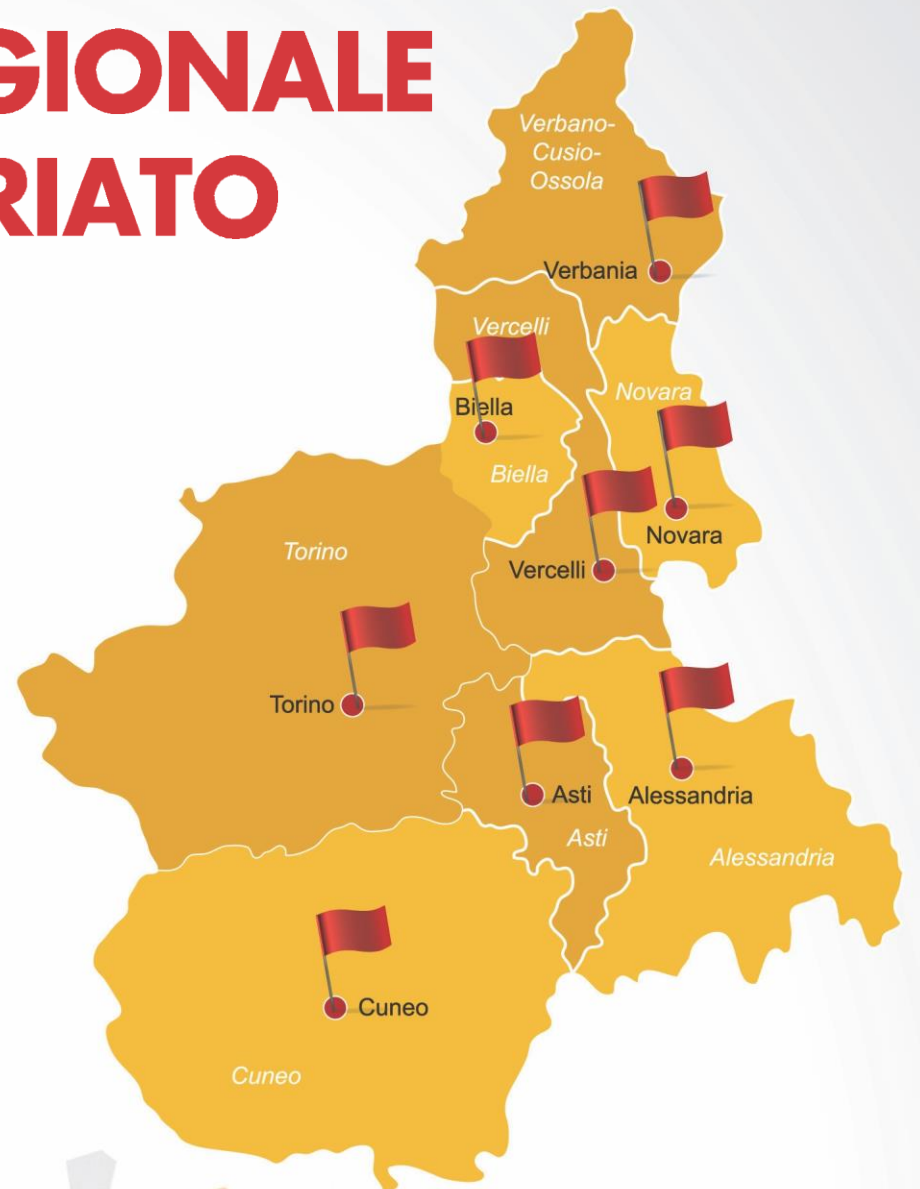 GIONALE
RIATO
Verbano-
Cusio-
Ossola
Verbania
Vercelli
Biella
Novara
Biella
Novara
Vercelli
Torino
Torino
Asti
Alessandria
Asti
Alessandria
Cuneo
Cuneo